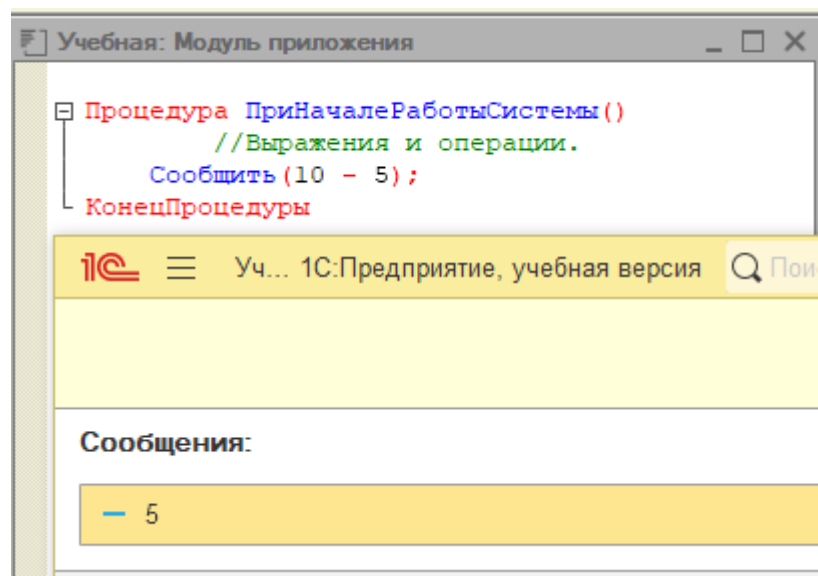 Учебная: Модуль приложения
Процедура ПриНачалеРаботыСистемы()
//Выражения и операции.
Сообщить(10 - 5);
КонецПроцедуры
1С Уч... 1С:Предприятие, учебная версия Пои
Сообщения:
5